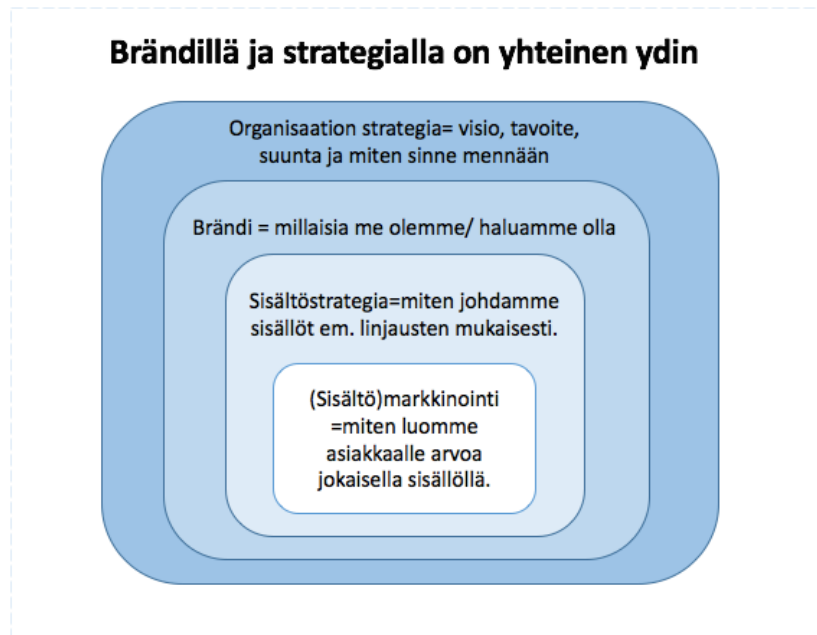 Brändillä ja strategialla on yhteinen ydin
Organisaation strategia= visio, tavoite,
suunta ja miten sinne mennään
Brändi = millaisia me olemme/ haluamme olla
Sisältöstrategia=miten johdamme
sisällöt em. linjausten mukaisesti.
(Sisältö)markkinointi
=miten luomme
asiakkaalle arvoa
jokaisella sisällöllä.